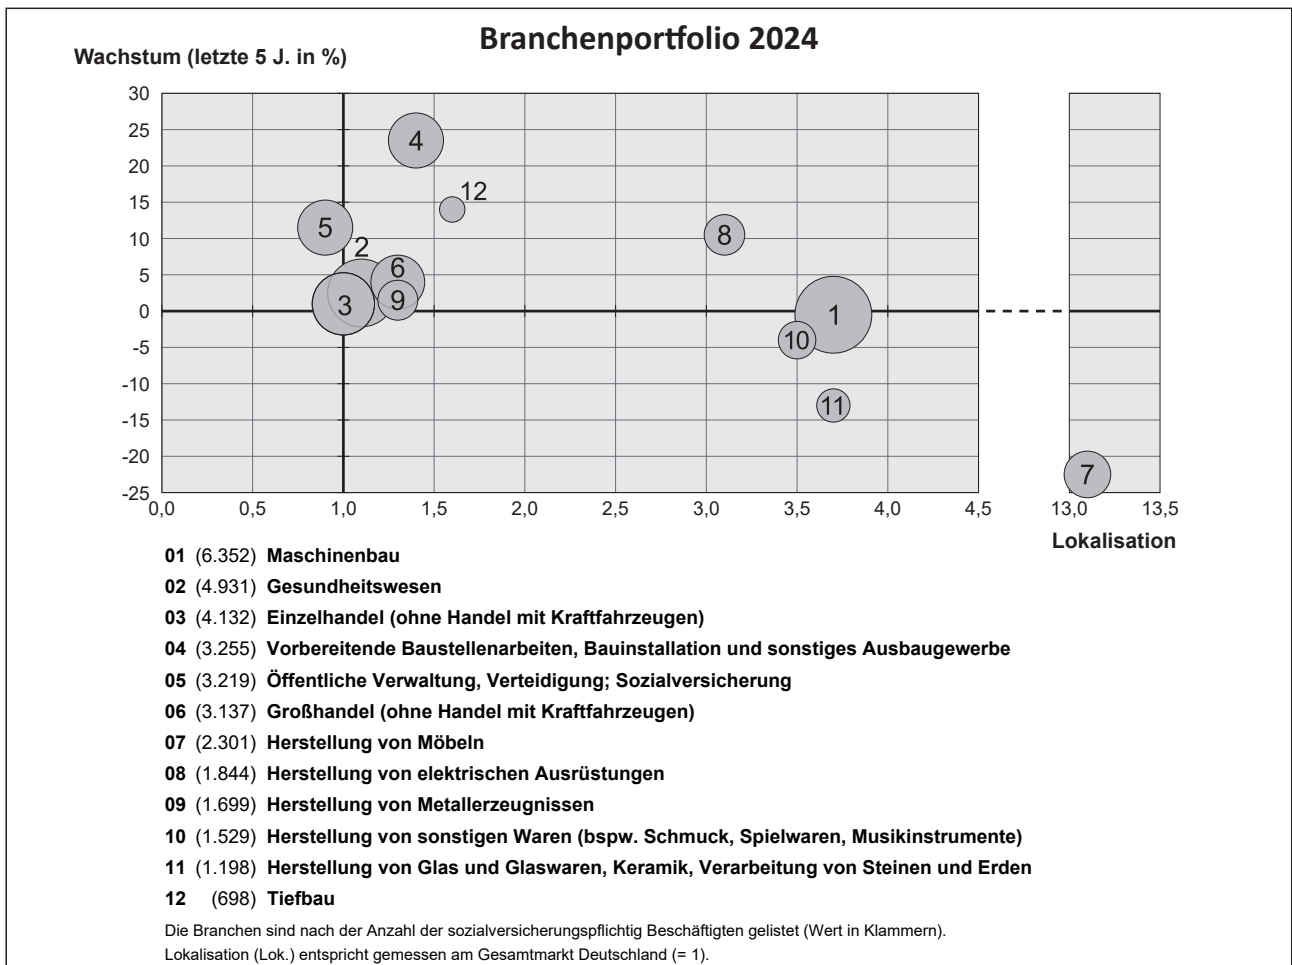 Branchenportfolio 2024
Wachstum (letzte 5 J. in %)
30
25
20
15
10
5
0
-5
-10
-15
-20
-25
4
12
5
8
2
6
3
9
1
10
11
7
0,0 0,5 1,0 1,5 2,0 2,5 3,0 3,5 4,0 4,5 13,0 13,5
Lokalisation
01 (6.352) Maschinenbau
02 (4.931) Gesundheitswesen
03 (4.132) Einzelhandel (ohne Handel mit Kraftfahrzeugen)
04 (3.255) Vorbereitende Baustellenarbeiten, Bauinstallation und sonstiges Ausbaugewerbe
05 (3.219) Öffentliche Verwaltung, Verteidigung; Sozialversicherung
06 (3.137) Großhandel (ohne Handel mit Kraftfahrzeugen)
07 (2.301) Herstellung von Möbeln
08 (1.844) Herstellung von elektrischen Ausrüstungen
09 (1.699) Herstellung von Metallerzeugnissen
10 (1.529) Herstellung von sonstigen Waren (bspw. Schmuck, Spielwaren, Musikinstrumente)
11 (1.198) Herstellung von Glas und Glaswaren, Keramik, Verarbeitung von Steinen und Erden
12 (698) Tiefbau
Die Branchen sind nach der Anzahl der sozialversicherungspflichtig Beschäftigten gelistet (Wert in Klammern).
Lokalisation (Lok.) entspricht gemessen am Gesamtmarkt Deutschland (= 1).